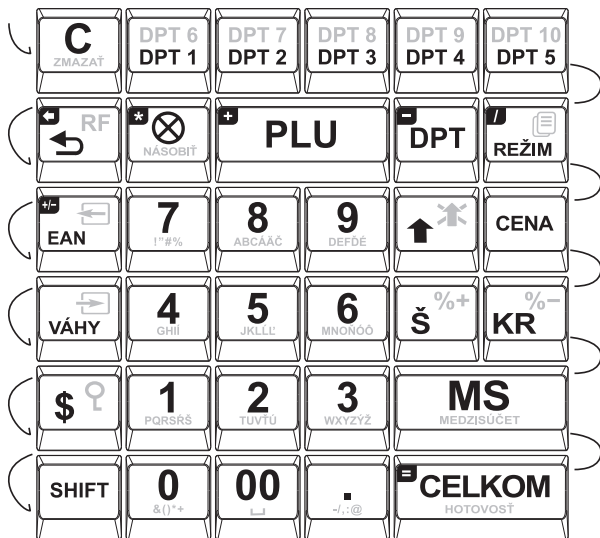 C
ZMAZAŤ
DPT 6
DPT 1
DPT 7
DPT 2
DPT 8
DPT 3
DPT 9
DPT 4
DPT 10
DPT 5
RF
*
NÁSOBIŤ
+
PLU
-
DPT
/
REŽIM
+/-
EAN
7
!"#%
8
ABCÁÄČ
9
DEFĎÉ
CENA
VÁHY
4
GHIÍ
5
JKLĹĽ
6
MNOŇÓÔ
%+
Š
%-
KR
$
1
PQRSŔŠ
2
TUVŤÚ
3
WXYZÝŽ
MS
MEDZISÚČET
SHIFT
0
&()*+
00
.
-/,:@
=
CELKOM
HOTOVOSŤ